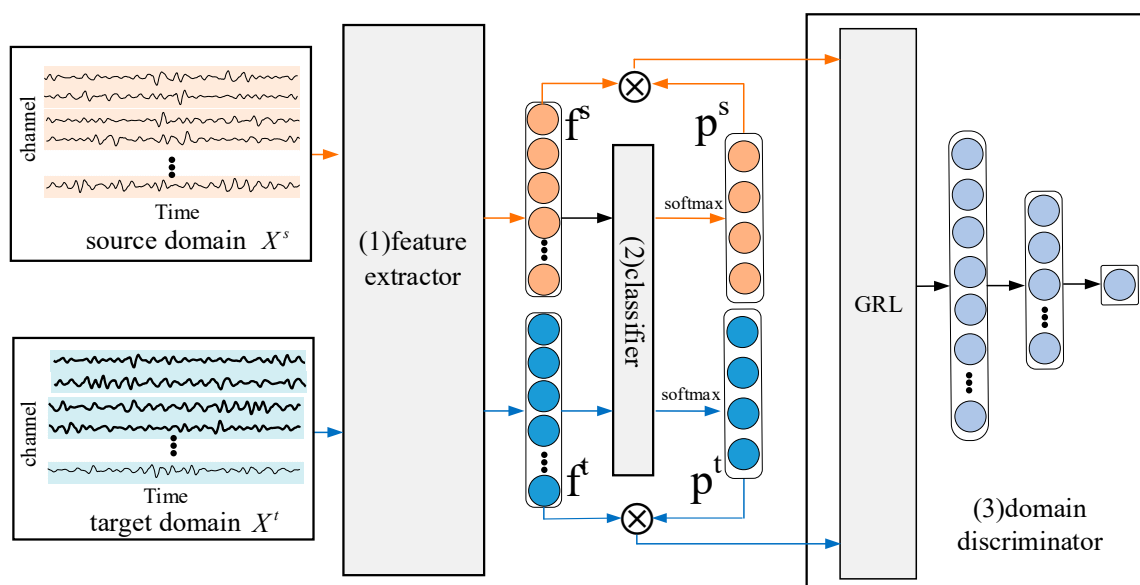 channel
Time
source domain X^s
channel
Time
target domain X^t
(1)feature
extractor
f^s
f^t
(2)classifier
softmax
softmax
p^s
p^t
GRL
(3)domain
discriminator